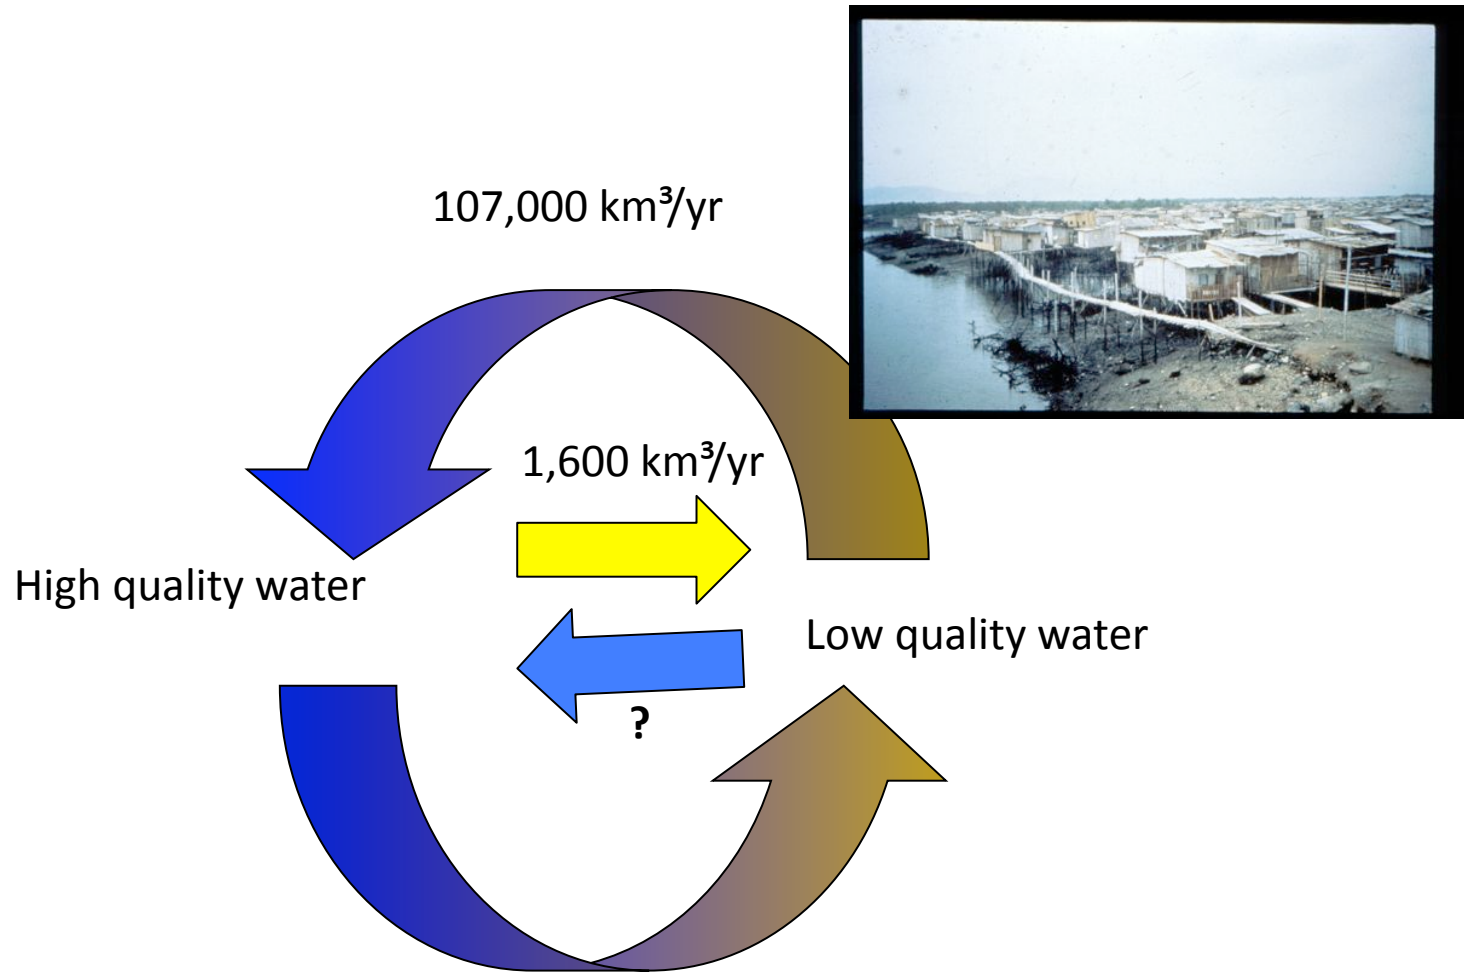 107,000 km³/yr
1,600 km³/yr
High quality water
Low quality water
?